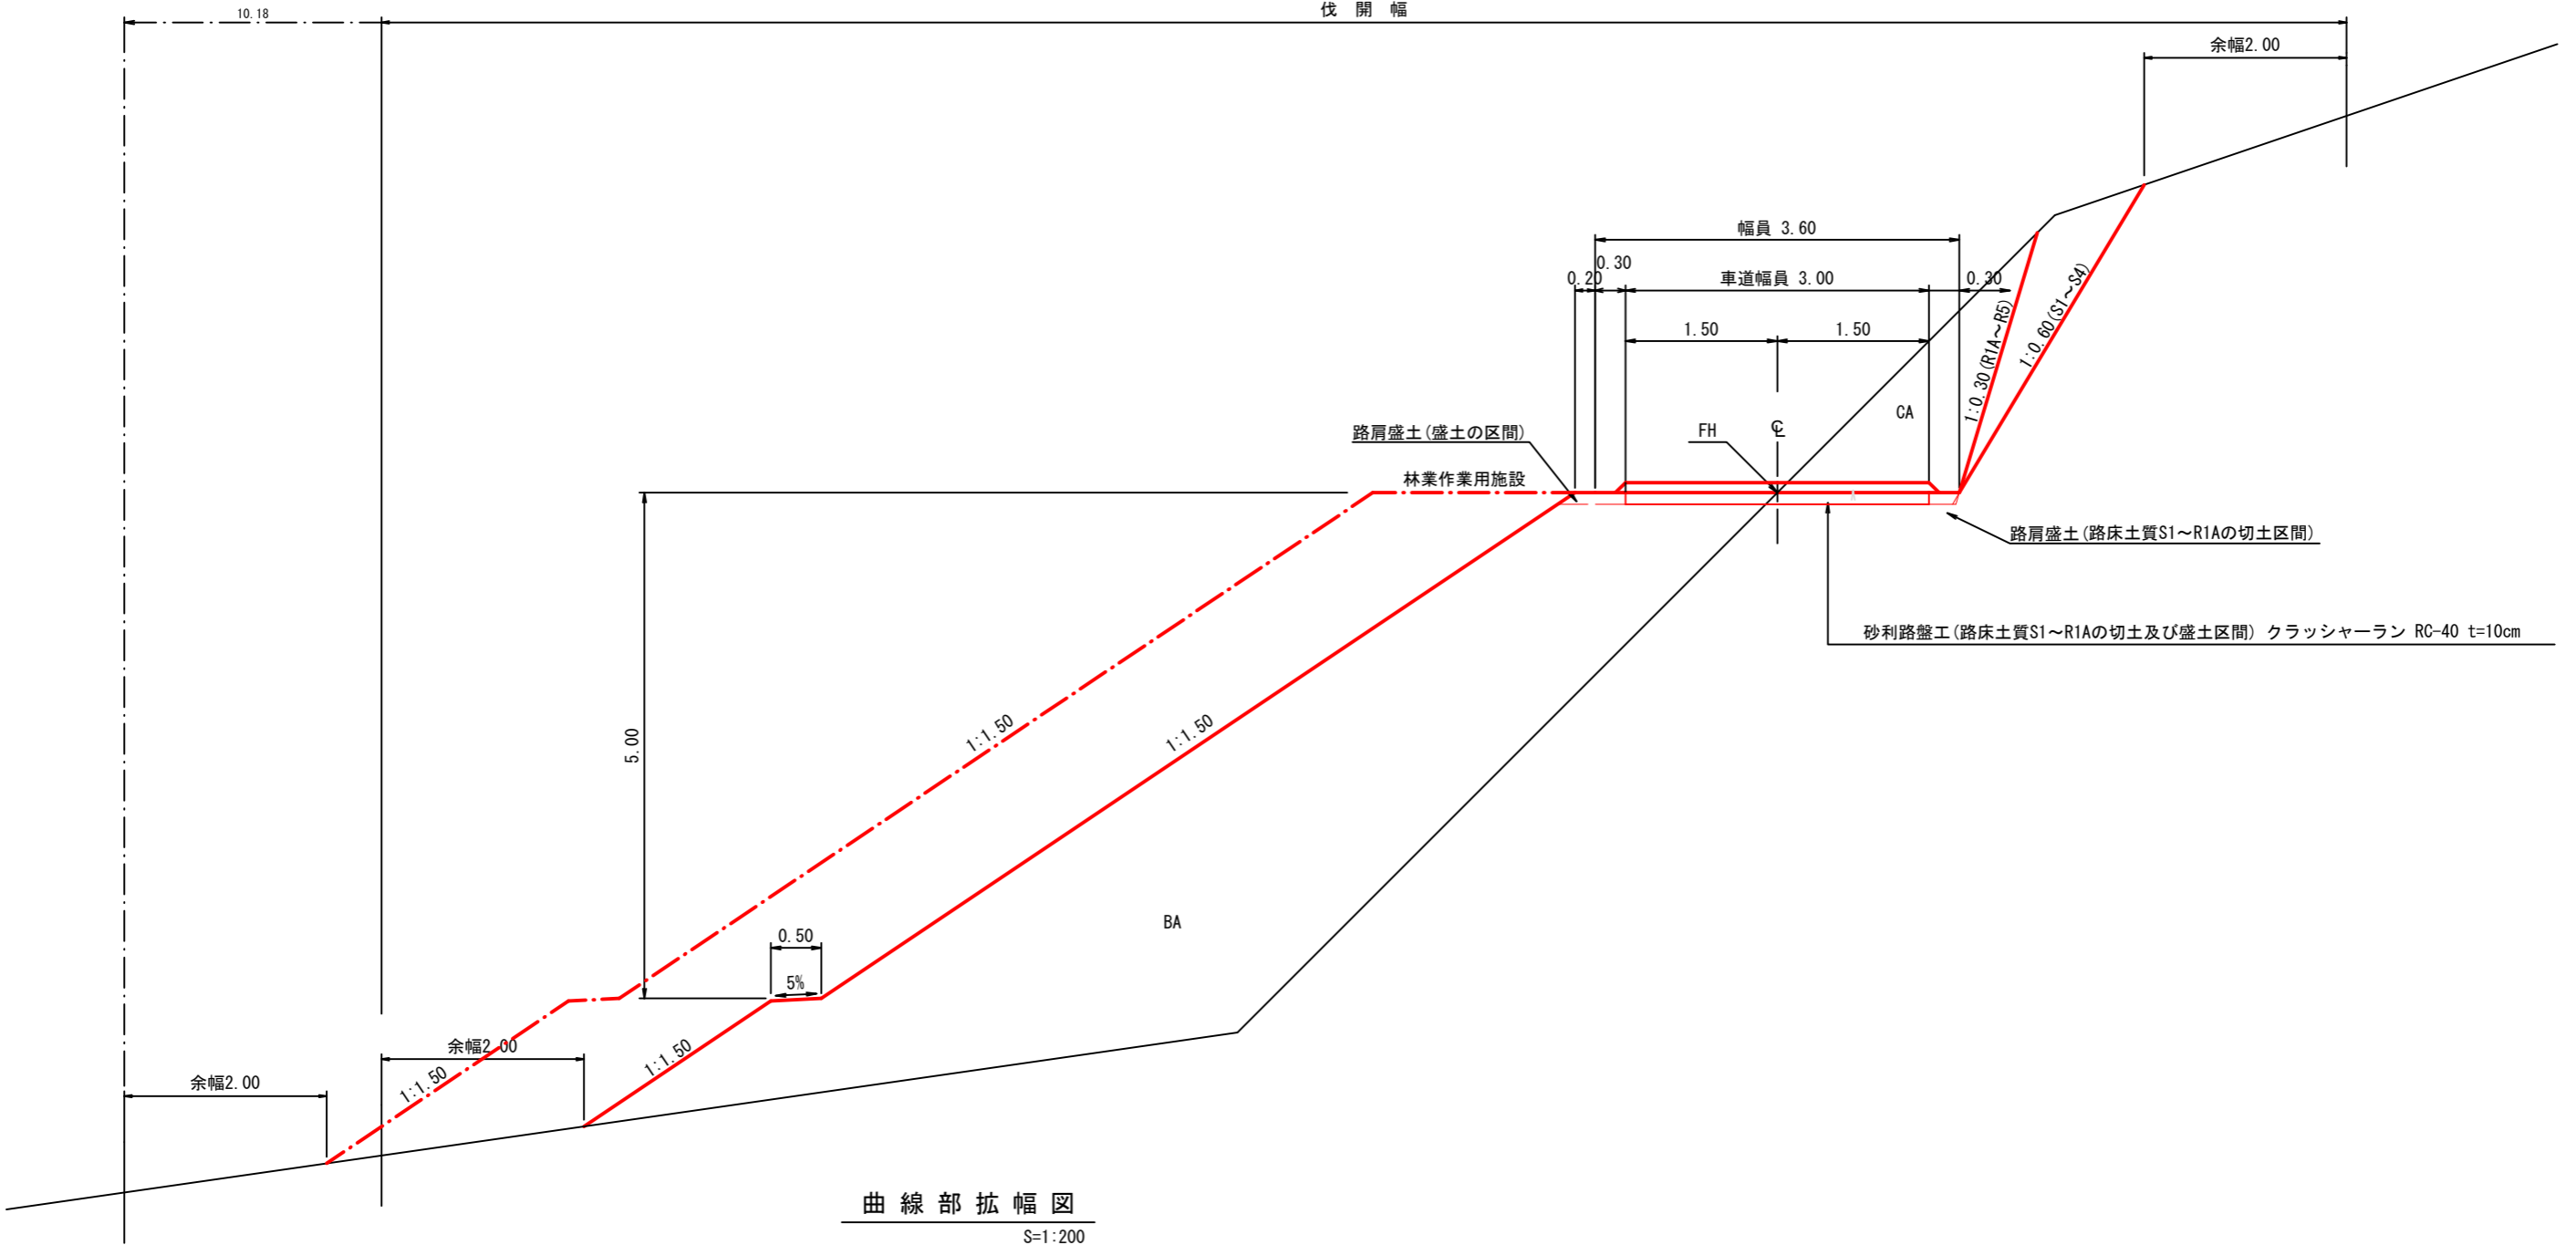 伐 開 幅
10.18
余幅2.00
幅員 3.60
0.30
0.20
車道幅員 3.00
0.30
1.50
1.50
1:0.30(R1A～R5)
1:0.60(S1～S4)
CA
路肩盛土(盛土の区間)
FH
℄
林業作業用施設
路肩盛土(路床土質S1～R1Aの切土区間)
砂利路盤工(路床土質S1～R1Aの切土及び盛土区間) クラッシャーラン RC-40 t=10cm
5.00
1:1.50
1:1.50
BA
0.50
5%
余幅2.00
1:1.50
1:1.50
余幅2.00
曲 線 部 拡 幅 図
S=1:200